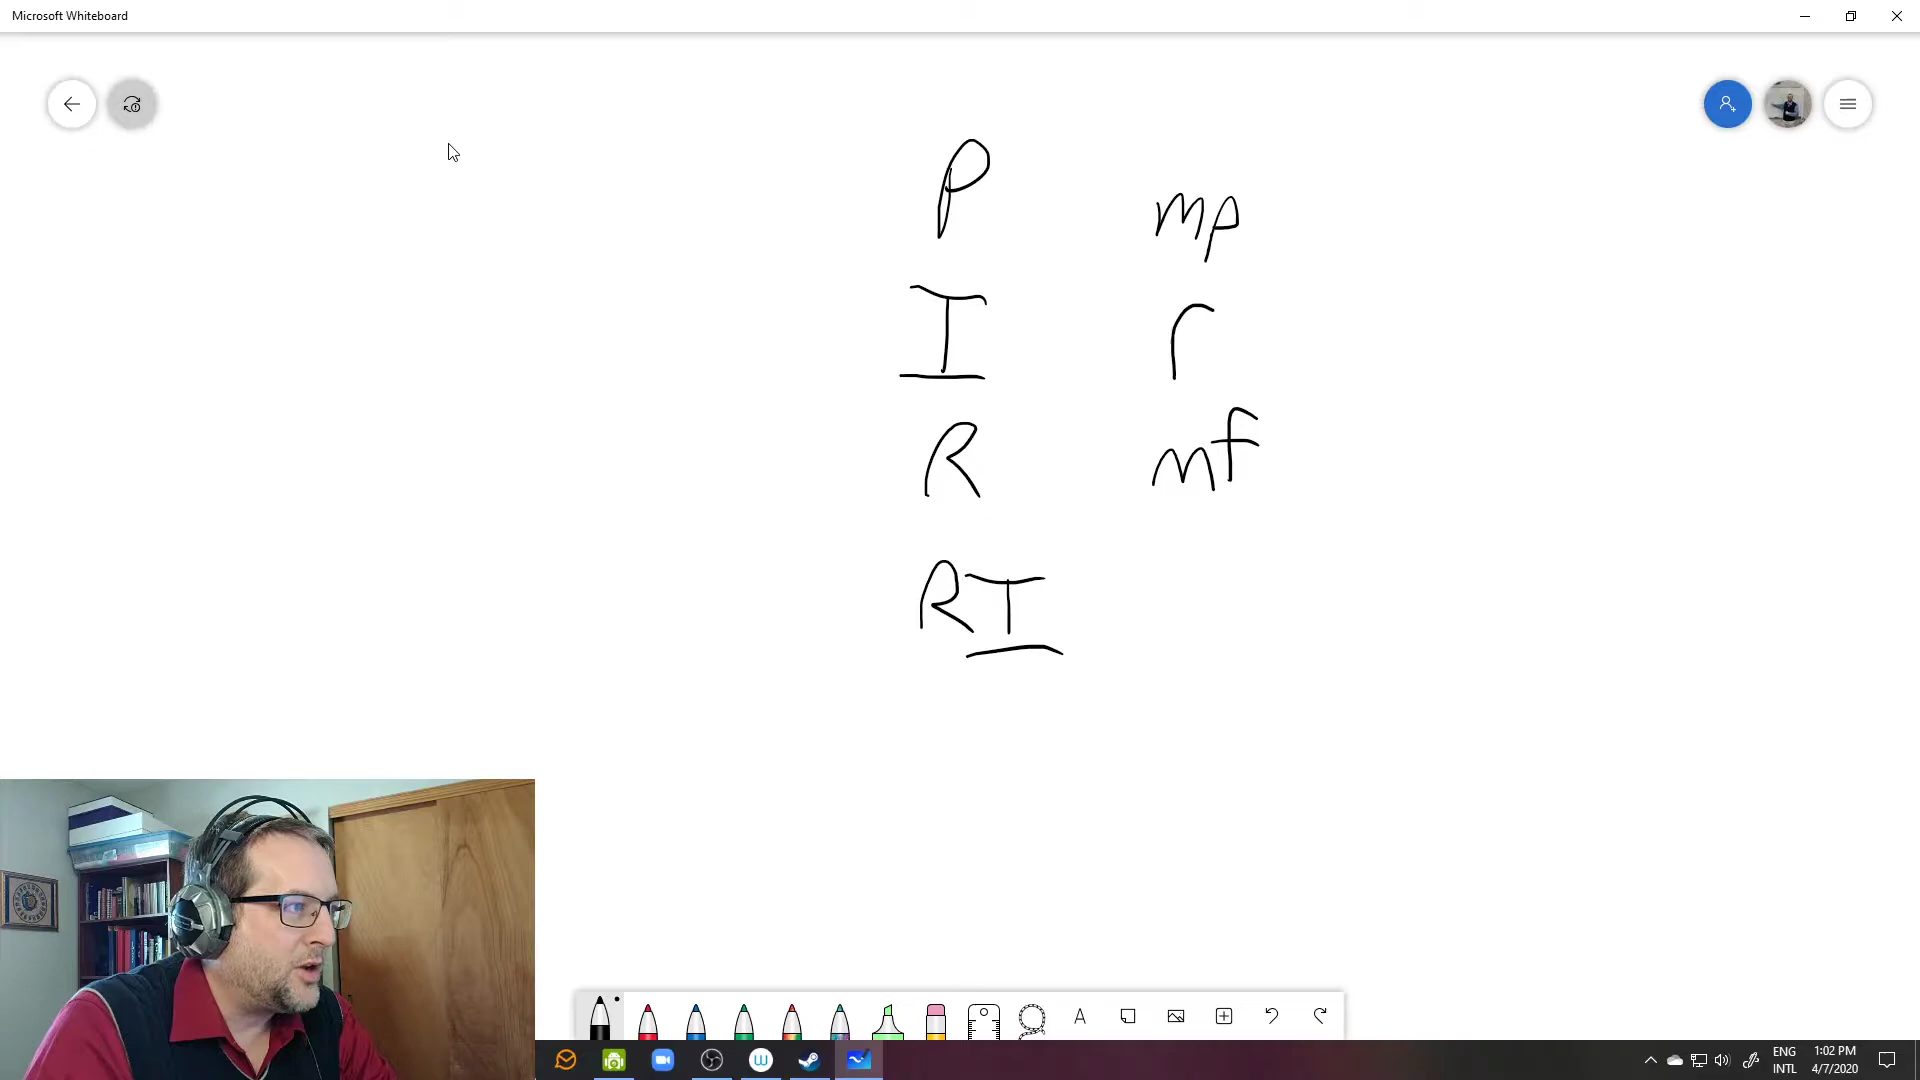 Microsoft Whiteboard
P mp
I r
R mf
RI
A
W
ENG 1:02 PM
INTL 4/7/2020